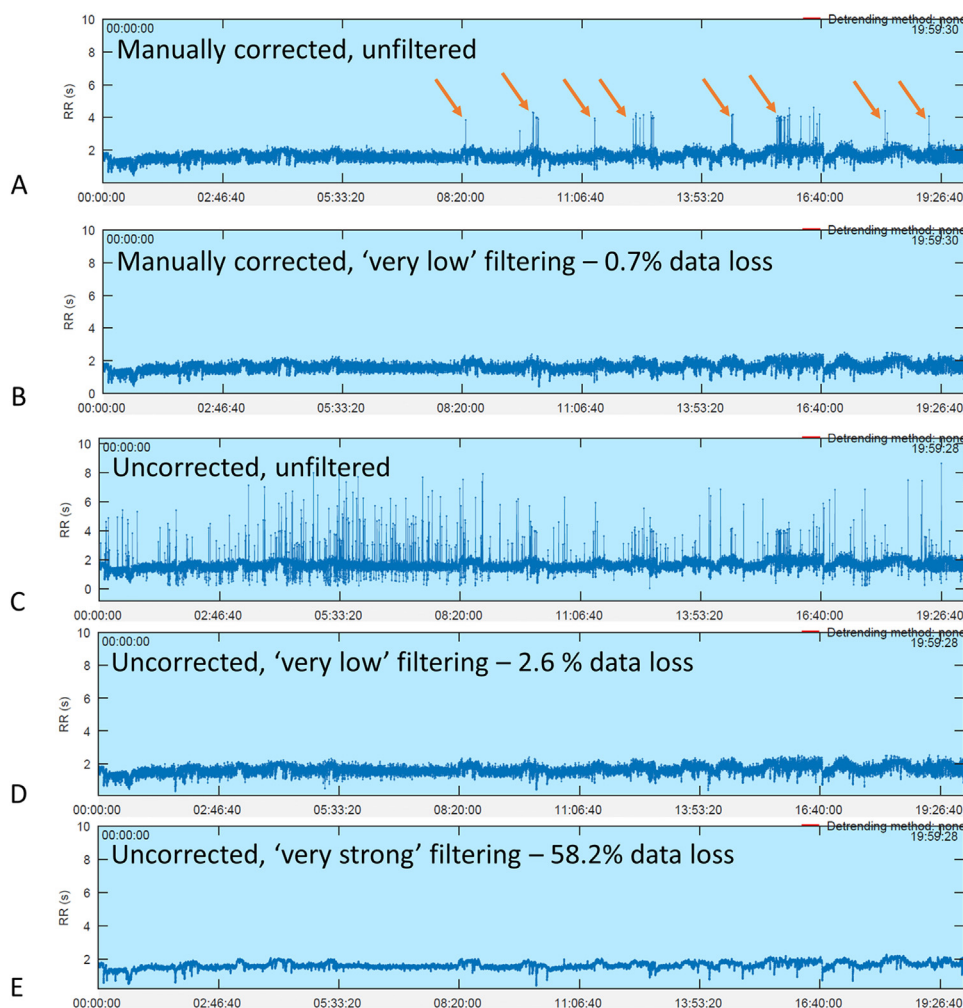 10
00:00:00
Detrending method: none
19:59:30
Manually corrected, unfiltered
8
6
4
2
RR (s)
A
00:00:00 02:46:40 05:33:20 08:20:00 11:06:40 13:53:20 16:40:00 19:26:40
10
00:00:00
Detrending method: none
19:59:30
Manually corrected, ‘very low’ filtering – 0.7% data loss
8
6
4
2
0
RR (s)
B
00:00:00 02:46:40 05:33:20 08:20:00 11:06:40 13:53:20 16:40:00 19:26:40
10
00:00:00
Detrending method: none
19:59:28
Uncorrected, unfiltered
8
6
4
2
0
RR (s)
C
00:00:00 02:46:40 05:33:20 08:20:00 11:06:40 13:53:20 16:40:00 19:26:40
10
00:00:00
Detrending method: none
19:59:28
Uncorrected, ‘very low’ filtering – 2.6 % data loss
8
6
4
2
RR (s)
D
00:00:00 02:46:40 05:33:20 08:20:00 11:06:40 13:53:20 16:40:00 19:26:40
10
00:00:00
Detrending method: none
19:59:28
Uncorrected, ‘very strong’ filtering – 58.2% data loss
8
6
4
2
RR (s)
E
00:00:00 02:46:40 05:33:20 08:20:00 11:06:40 13:53:20 16:40:00 19:26:40